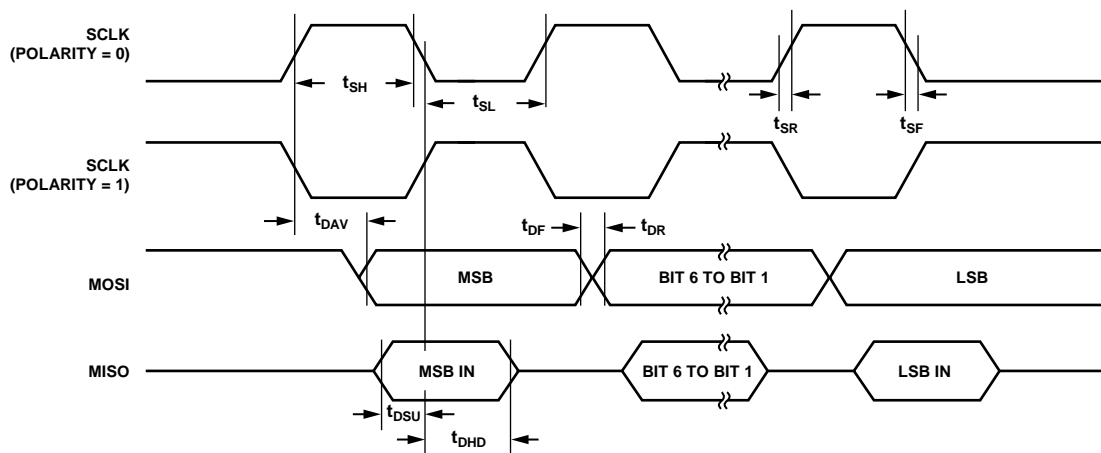 SCLK
(POLARITY = 0)
tSH
tSL
tSR
tSF
SCLK
(POLARITY = 1)
tDAV
tDF
tDR
MOSI
MSB
BIT 6 TO BIT 1
LSB
MISO
MSB IN
BIT 6 TO BIT 1
LSB IN
tDSU
tDHD